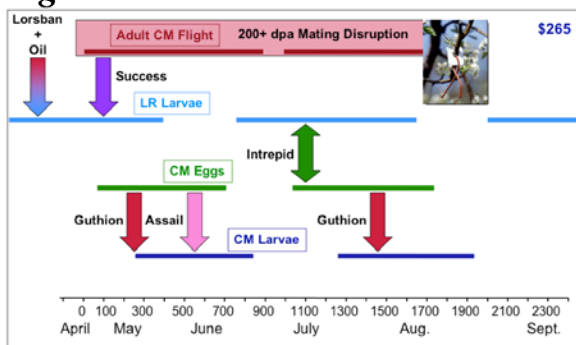 Lorsban
+
Oil
Adult CM Flight
200+ dpa Mating Disruption
$265
Success
LR Larvae
Intrepid
CM Eggs
Guthion
Assail
Guthion
CM Larvae
0 100 300 500 700 900 1100 1300 1500 1700 1900 2100 2300
April May June July Aug. Sept.